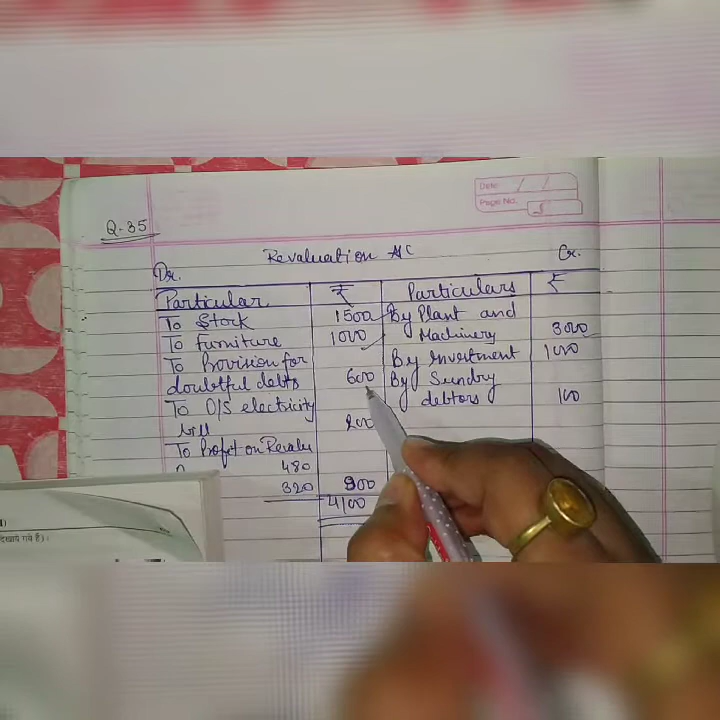 Date: / /
Page No. 5
Q-35
Revaluation A/C
Dr.
Cr.
Particular ₹ Particulars ₹
To Stock 1500 By Plant and
To Furniture 1000 Machinery 3000
To Provision for By Investment 1000
doubtful debts 600 By Sundry
To O/S electricity debtors 100
bill 200
To Profit on Revalu
480
320 900
4100